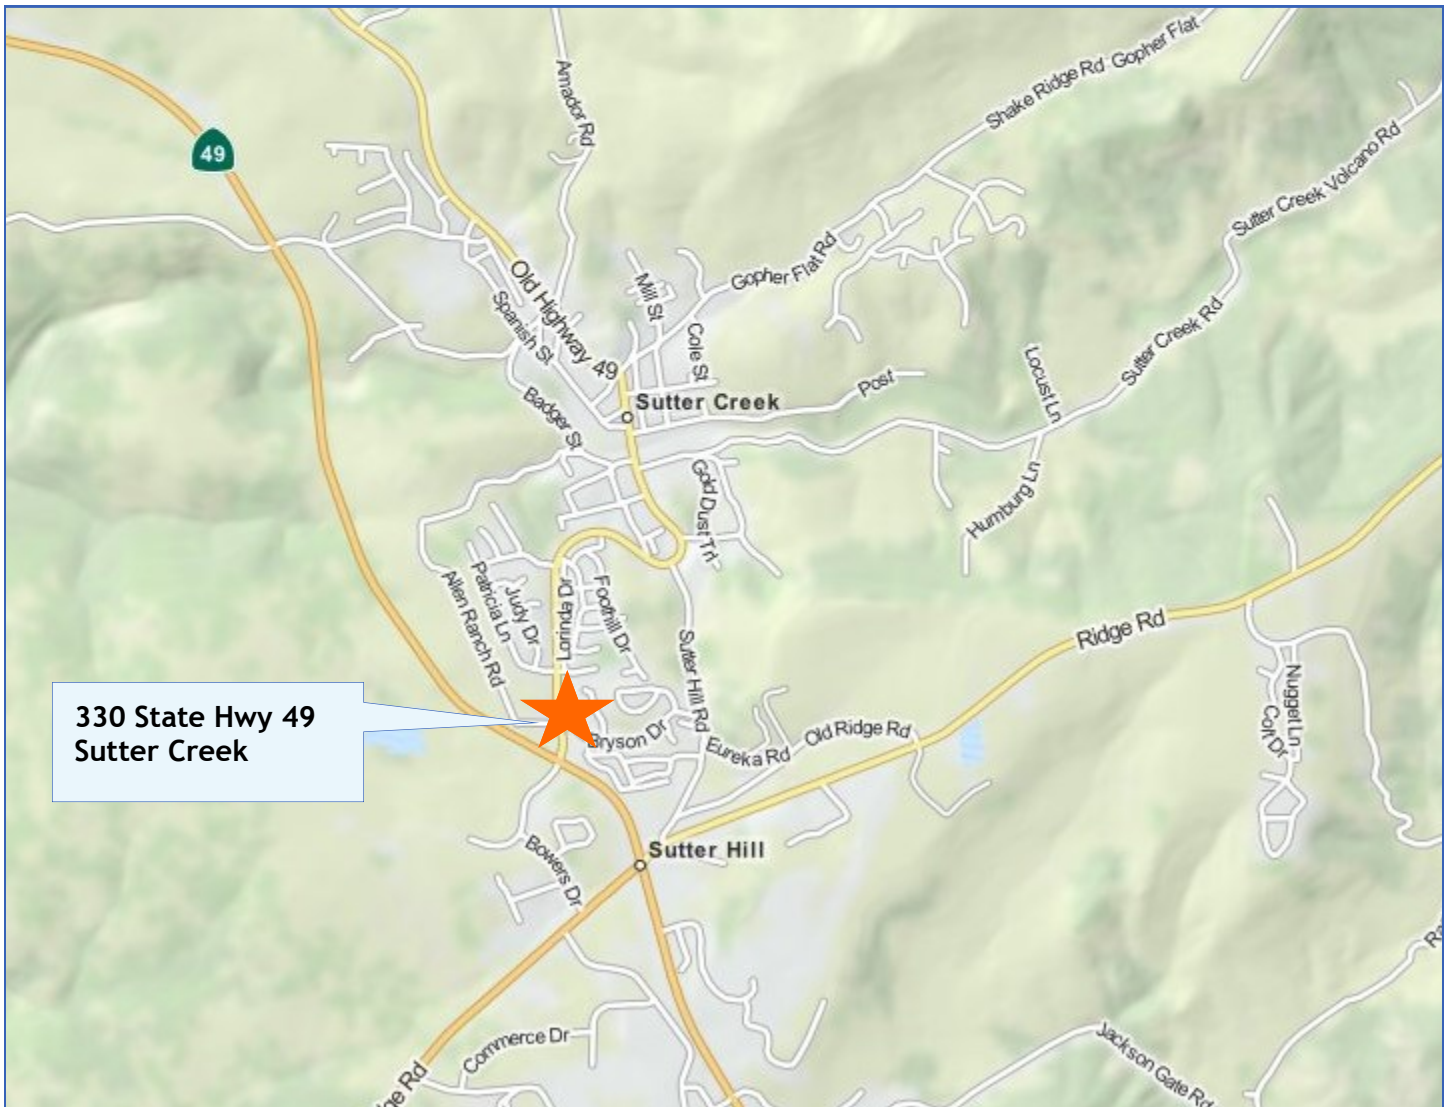 Shake Ridge Rd
Gopher Flat
Amador Rd
49
Sutter Creek Volcano Rd
Gopher Flat Rd
Old Highway 49
Mill St
Spanish St
Cole St
Sutter Creek Rd
Locust Ln
Post
Sutter Creek
Badger St
Gold Dust Trl
Humburg Ln
Allen Ranch Rd
Patricia Ln
Judy Dr
Lorinda Dr
Foothill Dr
Sutter Hill Rd
Ridge Rd
330 State Hwy 49
Sutter Creek
Bryson Dr
Eureka Rd
Old Ridge Rd
Nugget Ln
Colt Dr
Sutter Hill
Bowers Dr
Ra
Commerce Dr
ge Rd
Jackson Gate Rd